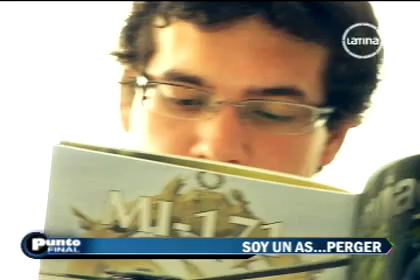 LATINA
MI-171
Punto
FINAL
SOY UN AS...PERGER